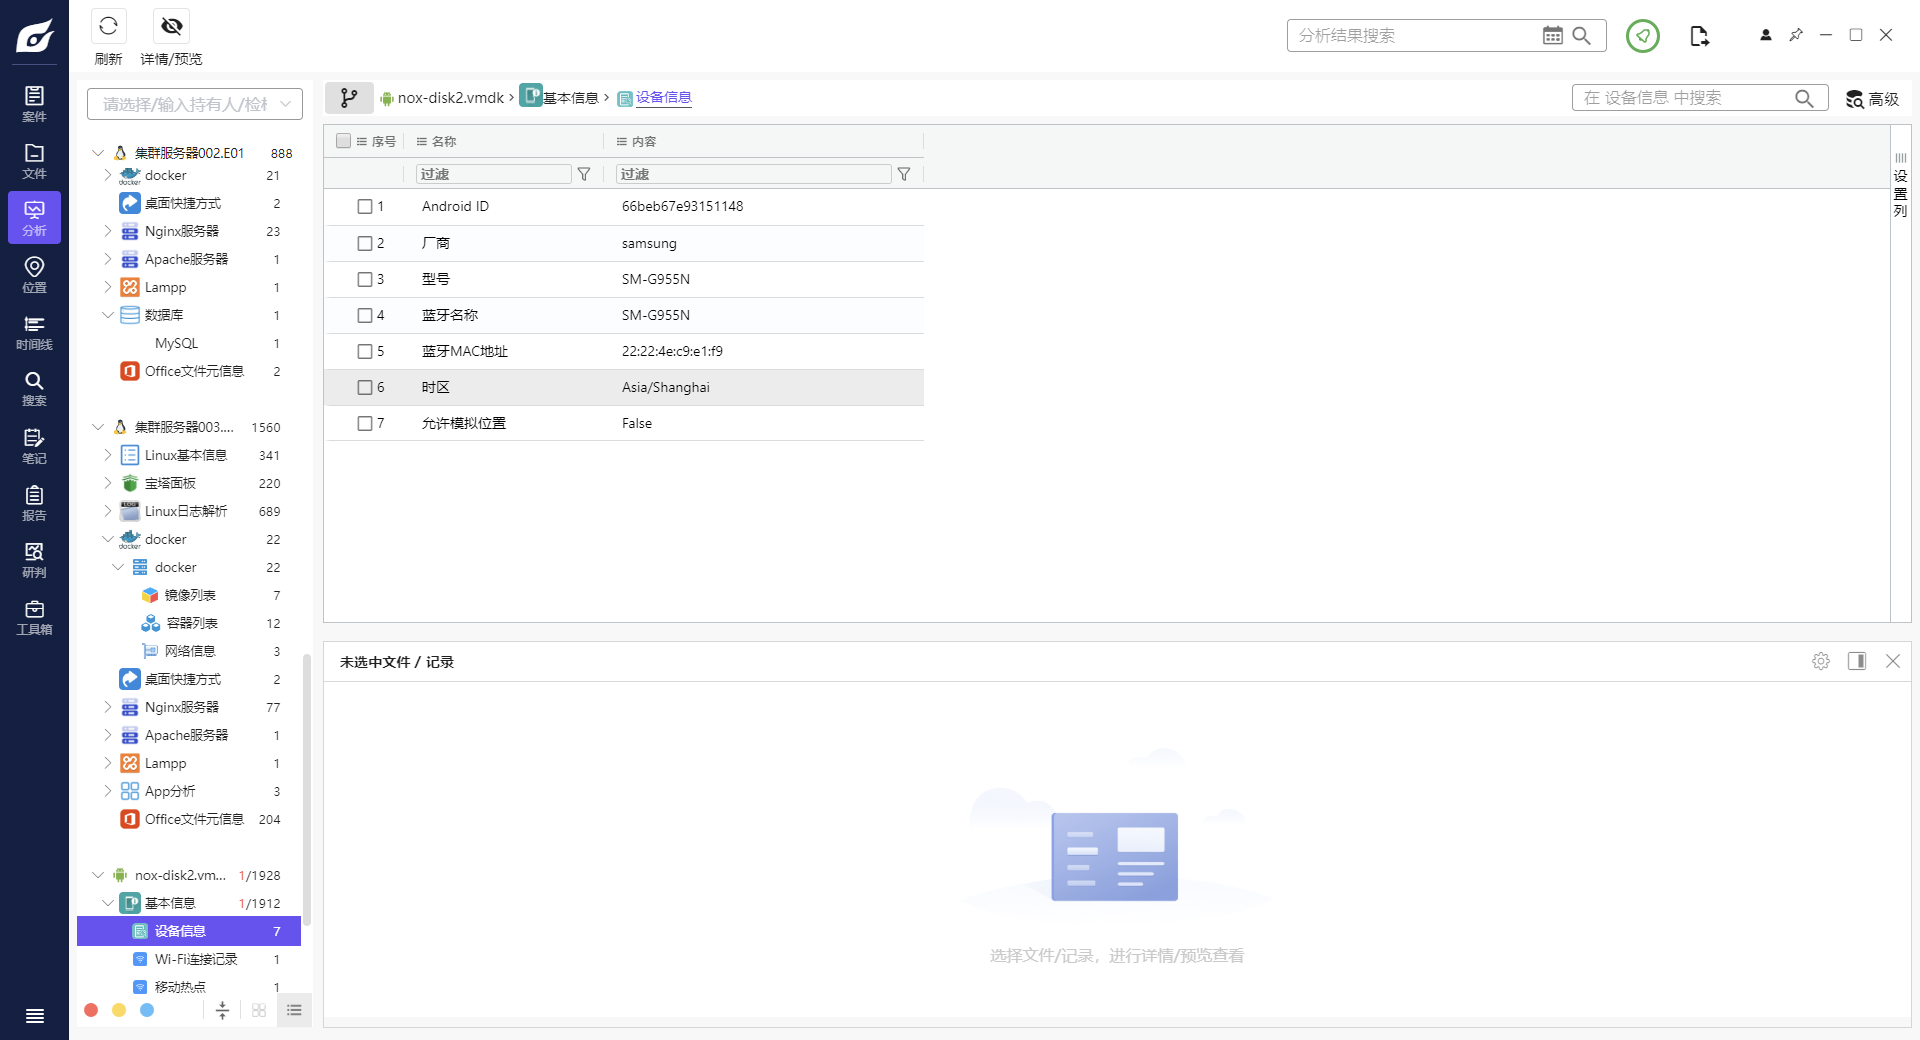 刷新
详情/预览
分析结果搜索
案件
文件
分析
位置
时间线
搜索
笔记
报告
研判
工具箱
集群服务器002.E01 888
docker 21
桌面快捷方式 2
Nginx服务器 23
Apache服务器 1
Lampp 1
数据库 1
MySQL 1
Office文件元信息 2
集群服务器003.... 1560
Linux基本信息 341
宝塔面板 220
Linux日志解析 689
docker 22
docker 22
镜像列表 7
容器列表 12
网络信息 3
桌面快捷方式 2
Nginx服务器 77
Apache服务器 1
Lampp 1
App分析 3
Office文件元信息 204
nox-disk2.vm... 1/1928
基本信息 1/1912
设备信息 7
Wi-Fi连接记录 1
移动热点 1
nox-disk2.vmdk › 基本信息 › 设备信息
在 设备信息 中搜索
高级
序号 名称 内容
过滤 过滤
1 Android ID 66beb67e93151148
2 厂商 samsung
3 型号 SM-G955N
4 蓝牙名称 SM-G955N
5 蓝牙MAC地址 22:22:4e:c9:e1:f9
6 时区 Asia/Shanghai
7 允许模拟位置 False
设置列
未选中文件 / 记录
选择文件/记录，进行详情/预览查看